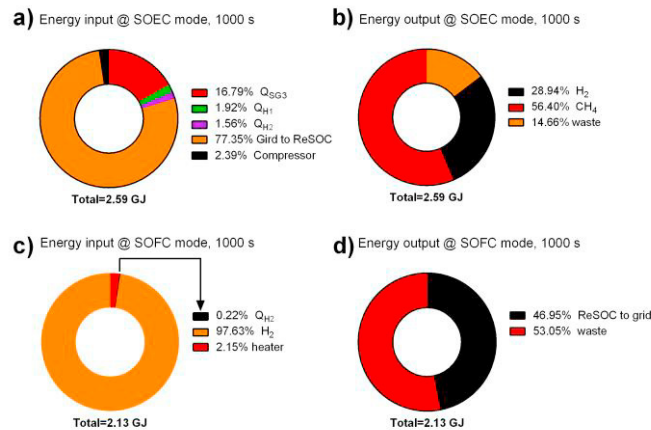 a) Energy input @ SOEC mode, 1000 s
16.79% Q_SG3
1.92% Q_H1
1.56% Q_H2
77.35% Gird to ReSOC
2.39% Compressor
Total=2.59 GJ
b) Energy output @ SOEC mode, 1000 s
28.94% H₂
56.40% CH₄
14.66% waste
Total=2.59 GJ
c) Energy input @ SOFC mode, 1000 s
0.22% Q_H2
97.63% H₂
2.15% heater
Total=2.13 GJ
d) Energy output @ SOFC mode, 1000 s
46.95% ReSOC to grid
53.05% waste
Total=2.13 GJ